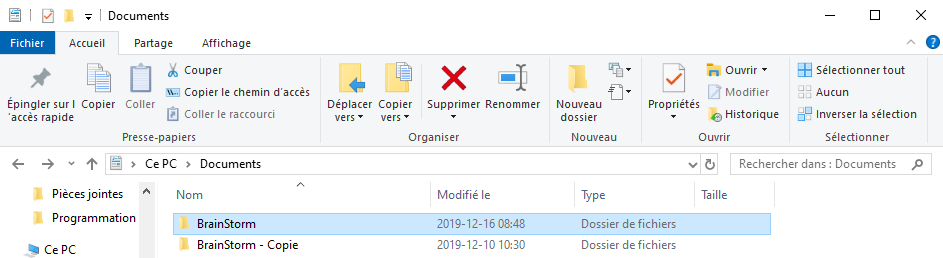 Documents
Fichier Accueil Partage Affichage
Épingler sur l'accès rapide
Copier
Coller
Couper
Copier le chemin d'accès
Coller le raccourci
Presse-papiers
Déplacer vers
Copier vers
Supprimer
Renommer
Organiser
Nouveau dossier
Nouveau
Propriétés
Ouvrir
Modifier
Historique
Ouvrir
Sélectionner tout
Aucun
Inverser la sélection
Sélectionner
Ce PC > Documents
Rechercher dans : Documents
Pièces jointes
Programmation
Ce PC
Nom Modifié le Type Taille
BrainStorm 2019-12-16 08:48 Dossier de fichiers
BrainStorm - Copie 2019-12-10 10:30 Dossier de fichiers